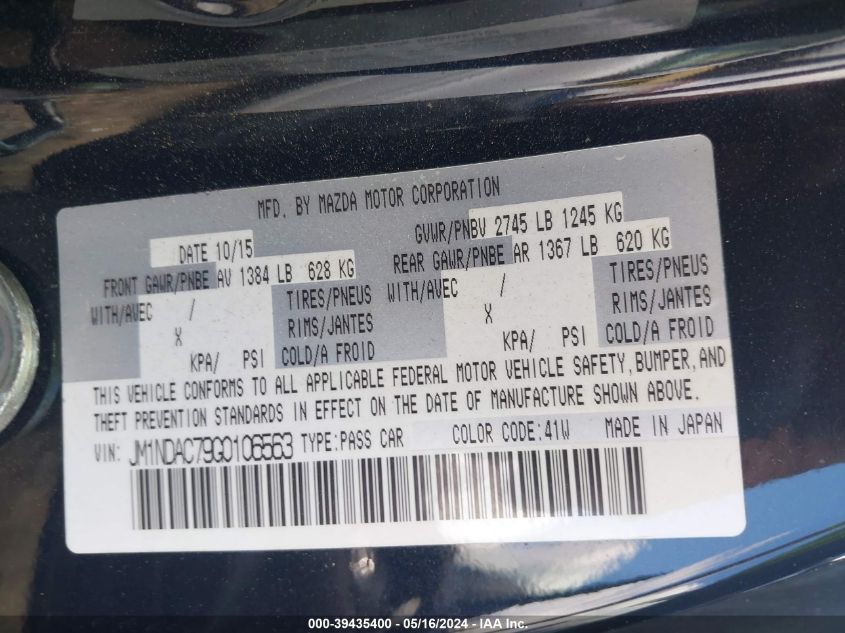 MFD. BY MAZDA MOTOR CORPORATION
DATE 10/15 GVWR/PNBV 2745 LB 1245 KG
FRONT GAWR/PNBE AV 1384 LB 628 KG REAR GAWR/PNBE AR 1367 LB 620 KG
WITH/AVEC / TIRES/PNEUS WITH/AVEC / TIRES/PNEUS
X RIMS/JANTES X RIMS/JANTES
KPA/ PSI COLD/A FROID KPA/ PSI COLD/A FROID
THIS VEHICLE CONFORMS TO ALL APPLICABLE FEDERAL MOTOR VEHICLE SAFETY,BUMPER,AND
THEFT PREVENTION STANDARDS IN EFFECT ON THE DATE OF MANUFACTURE SHOWN ABOVE.
VIN: JM1NDAC79G0106563 TYPE:PASS CAR COLOR CODE:41W MADE IN JAPAN
000-39435400 - 05/16/2024 - IAA Inc.